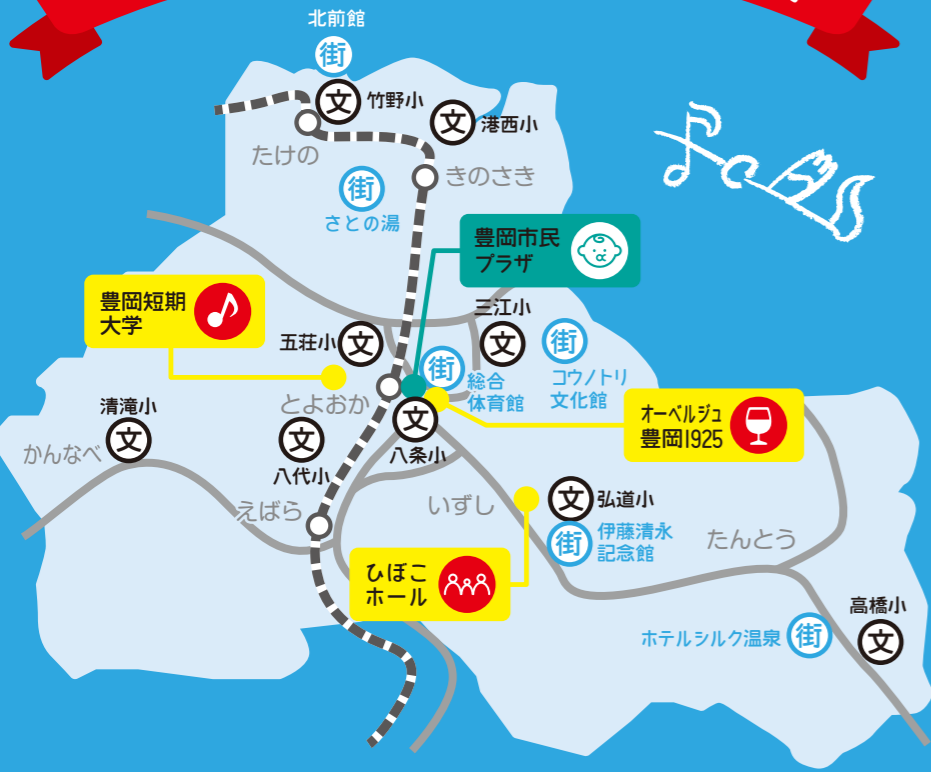 北前館
街
文
竹野小
文
港西小
たけの
きのさき
街
さとの湯
豊岡市民
プラザ
豊岡短期
大学
三江小
文
五荘小
文
街
コウノトリ
文化館
街
総合
体育館
とよおか
オーベルジュ
豊岡1925
清滝小
文
かんなべ
文
八代小
文
八条小
えばら
いずし
文
弘道小
街
伊藤清永
記念館
たんとう
ひぼこ
ホール
高橋小
文
ホテルシルク温泉
街